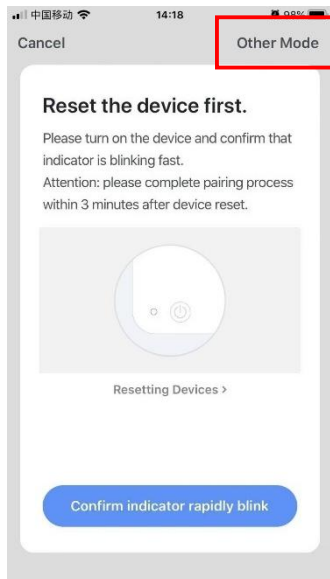 中国移动 14:18 98%
Cancel Other Mode
Reset the device first.
Please turn on the device and confirm that
indicator is blinking fast.
Attention: please complete pairing process
within 3 minutes after device reset.
Resetting Devices >
Confirm indicator rapidly blink